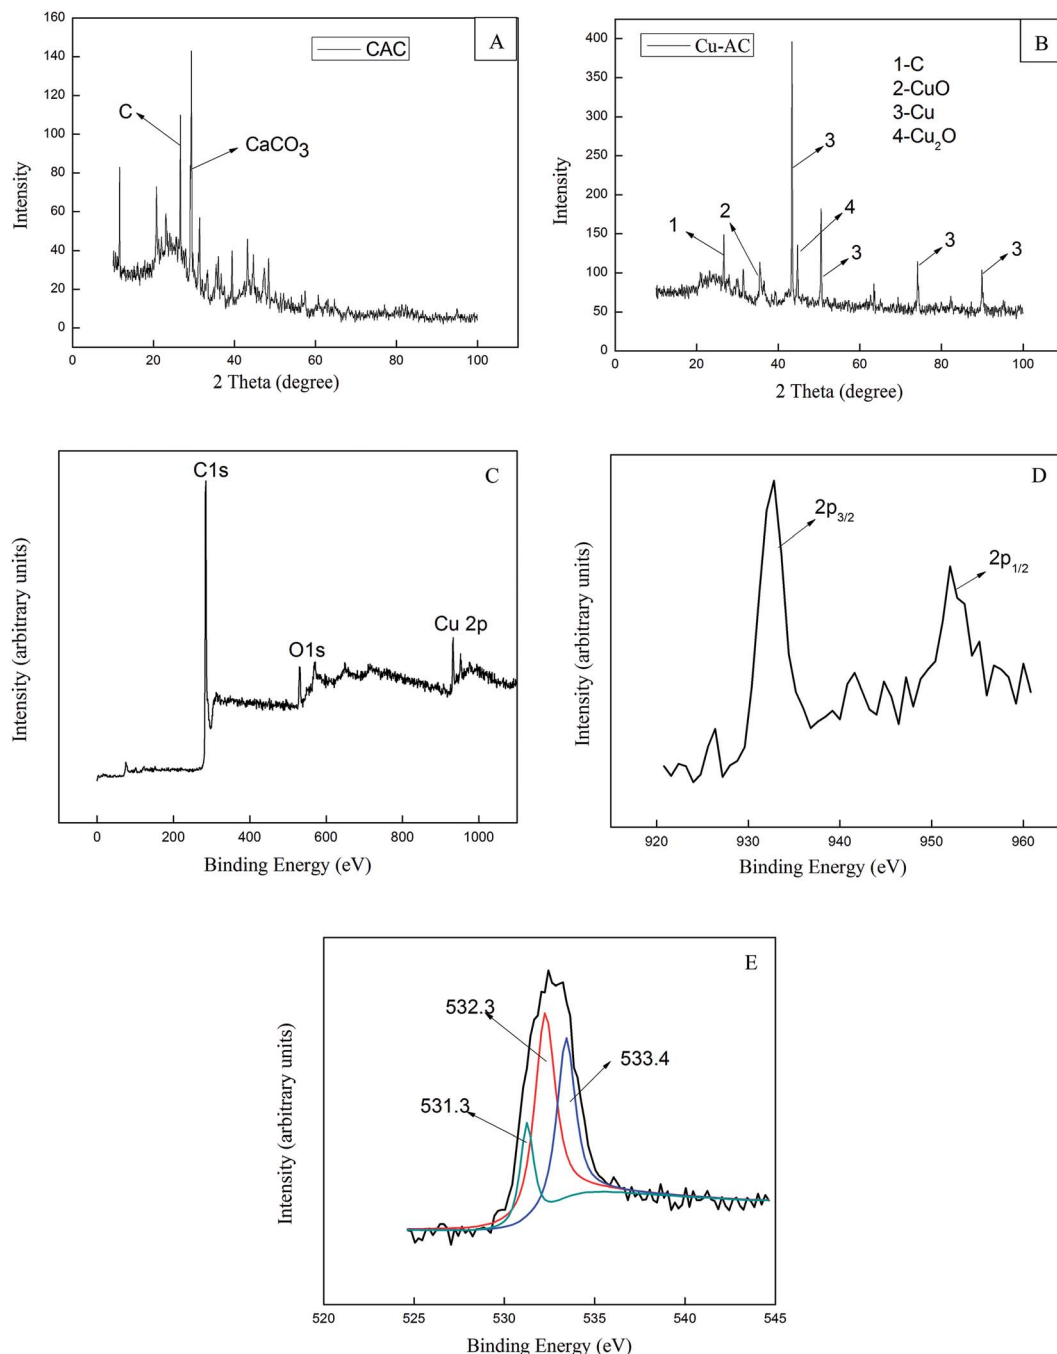 A
CAC
160
140
120
100
80
60
40
20
0
C
CaCO₃
Intensity
0
20
40
60
80
100
2 Theta (degree)
B
Cu-AC
1-C
2-CuO
3-Cu
4-Cu₂O
400
350
300
250
200
150
100
50
0
3
4
1
2
3
3
3
Intensity
0
20
40
60
80
100
2 Theta (degree)
C
C1s
O1s
Cu 2p
Intensity (arbitrary units)
0
200
400
600
800
1000
Binding Energy (eV)
D
2p3/2
2p1/2
Intensity (arbitrary units)
920
930
940
950
960
Binding Energy (eV)
E
532.3
533.4
531.3
Intensity (arbitrary units)
520
525
530
535
540
545
Binding Energy (eV)